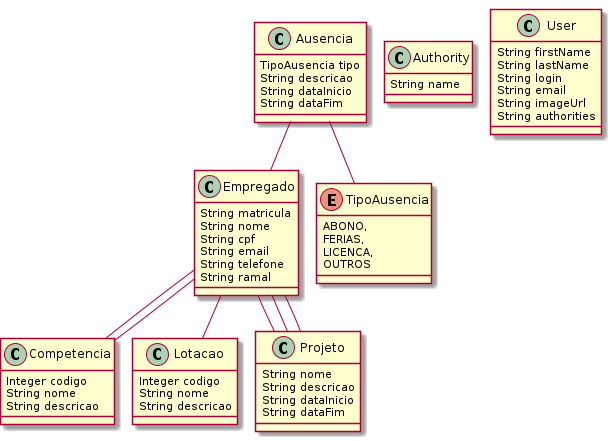 C Ausencia
TipoAusencia tipo
String descricao
String dataInicio
String dataFim
C Authority
String name
C User
String firstName
String lastName
String login
String email
String imageUrl
String authorities
C Empregado
String matricula
String nome
String cpf
String email
String telefone
String ramal
E TipoAusencia
ABONO,
FERIAS,
LICENCA,
OUTROS
C Competencia
Integer codigo
String nome
String descricao
C Lotacao
Integer codigo
String nome
String descricao
C Projeto
String nome
String descricao
String dataInicio
String dataFim